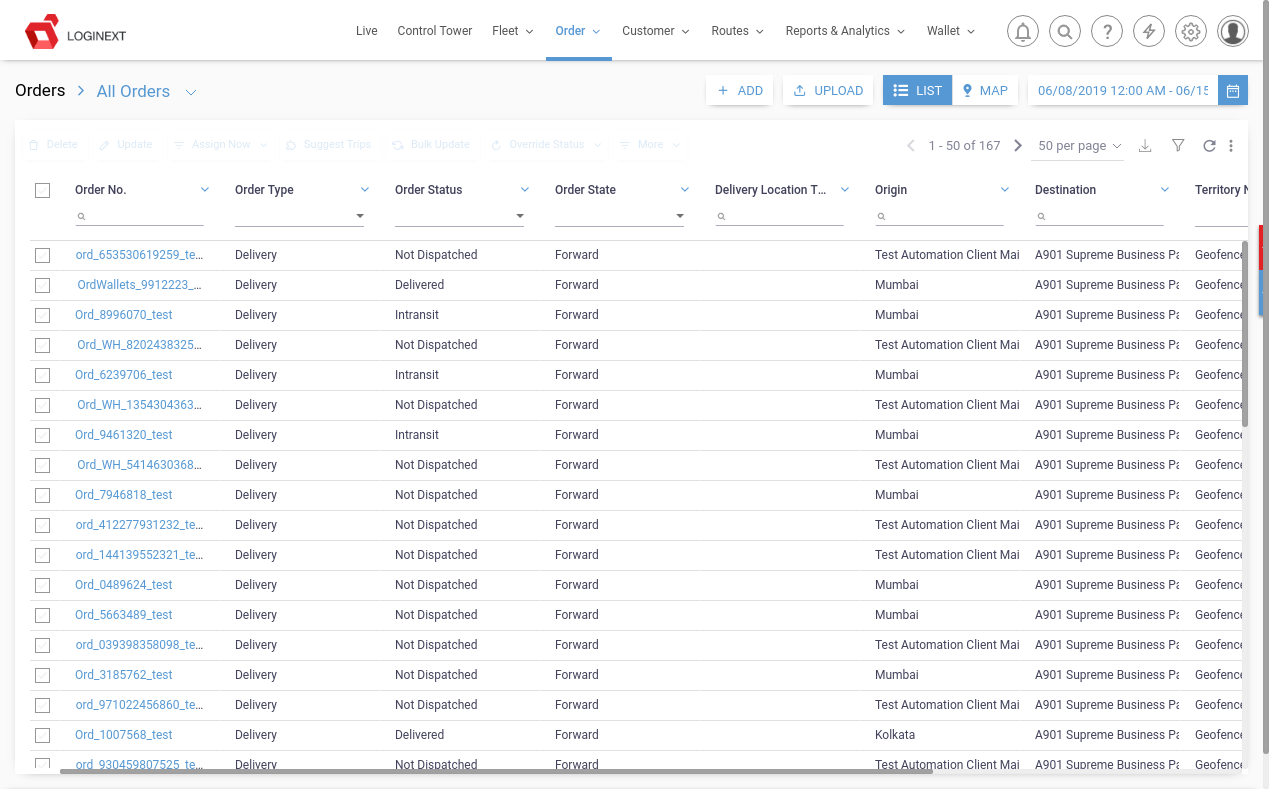 LOGINEXT Live Control Tower Fleet Order Customer Routes Reports & Analytics Wallet
Orders All Orders + ADD UPLOAD LIST MAP 06/08/2019 12:00 AM - 06/15
Delete Update Assign Now Suggest Trips Bulk Update Override Status More 1 - 50 of 167 50 per page
Order No. Order Type Order Status Order State Delivery Location T... Origin Destination Territory N
ord_653530619259_te... Delivery Not Dispatched Forward Test Automation Client Mai A901 Supreme Business Pa Geofence
OrdWallets_9912223_... Delivery Delivered Forward Mumbai A901 Supreme Business Pa Geofence
Ord_8996070_test Delivery Intransit Forward Mumbai A901 Supreme Business Pa Geofence
Ord_WH_8202438325... Delivery Not Dispatched Forward Test Automation Client Mai A901 Supreme Business Pa Geofence
Ord_6239706_test Delivery Intransit Forward Mumbai A901 Supreme Business Pa Geofence
Ord_WH_1354304363... Delivery Not Dispatched Forward Test Automation Client Mai A901 Supreme Business Pa Geofence
Ord_9461320_test Delivery Intransit Forward Mumbai A901 Supreme Business Pa Geofence
Ord_WH_5414630368... Delivery Not Dispatched Forward Test Automation Client Mai A901 Supreme Business Pa Geofence
Ord_7946818_test Delivery Not Dispatched Forward Mumbai A901 Supreme Business Pa Geofence
ord_412277931232_te... Delivery Not Dispatched Forward Test Automation Client Mai A901 Supreme Business Pa Geofence
ord_144139552321_te... Delivery Not Dispatched Forward Test Automation Client Mai A901 Supreme Business Pa Geofence
Ord_0489624_test Delivery Not Dispatched Forward Mumbai A901 Supreme Business Pa Geofence
Ord_5663489_test Delivery Not Dispatched Forward Mumbai A901 Supreme Business Pa Geofence
ord_039398358098_te... Delivery Not Dispatched Forward Test Automation Client Mai A901 Supreme Business Pa Geofence
Ord_3185762_test Delivery Not Dispatched Forward Mumbai A901 Supreme Business Pa Geofence
ord_971022456860_te... Delivery Not Dispatched Forward Test Automation Client Mai A901 Supreme Business Pa Geofence
Ord_1007568_test Delivery Delivered Forward Kolkata A901 Supreme Business Pa Geofence
ord_930459807525_te... Delivery Not Dispatched Forward Test Automation Client Mai A901 Supreme Business Pa Geofence